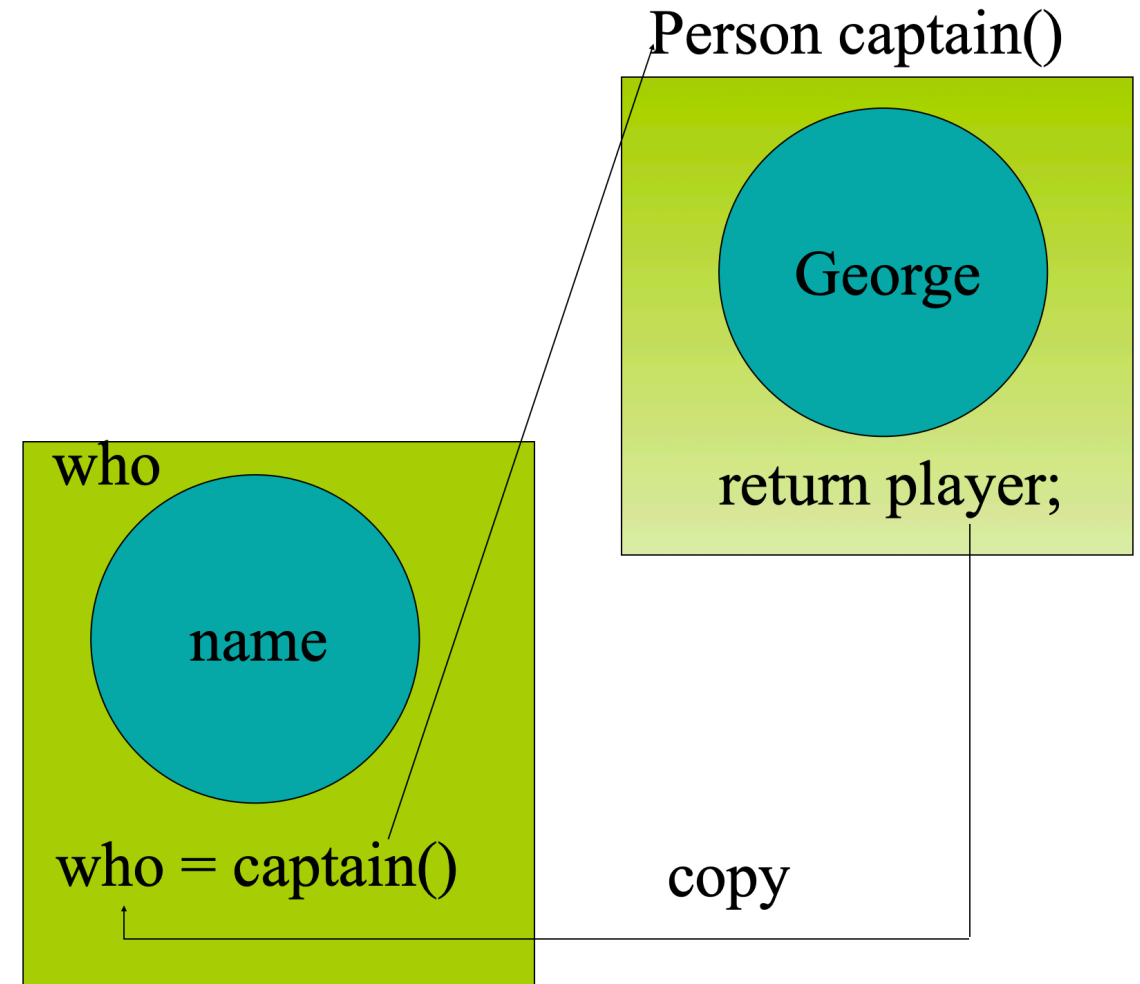 Person captain()
George
return player;
who
name
who = captain()
copy